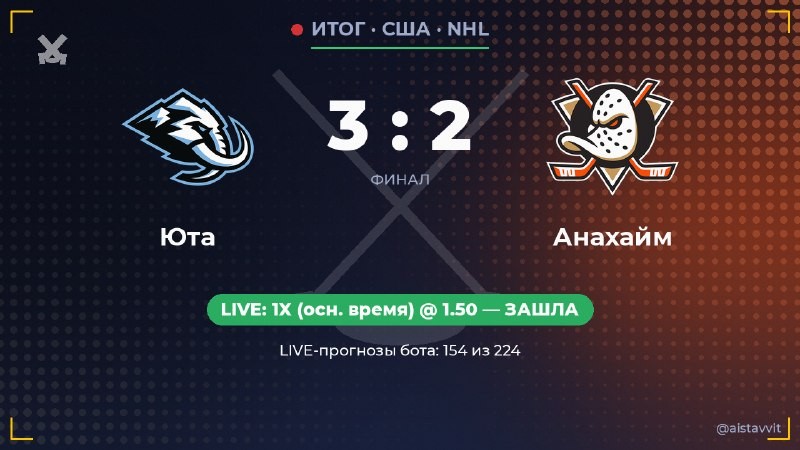 ИТОГ · США · NHL
3 : 2
ФИНАЛ
Юта
Анахайм
LIVE: 1X (осн. время) @ 1.50 — ЗАШЛА
LIVE-прогнозы бота: 154 из 224
@aistavvit